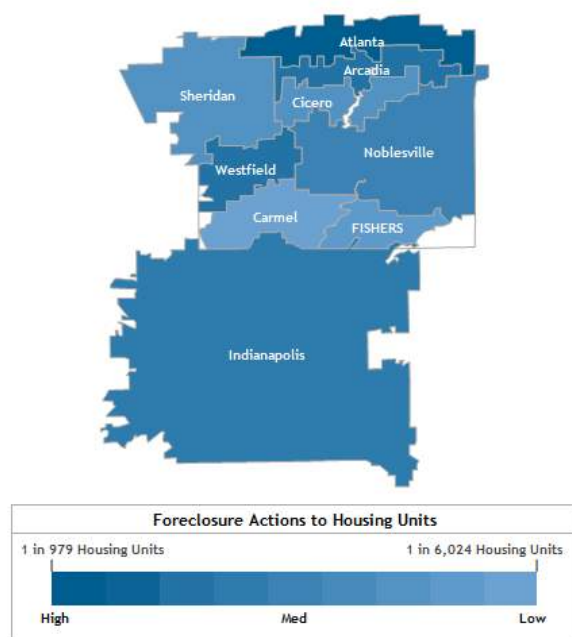 Atlanta
Arcadia
Sheridan
Cicero
Noblesville
Westfield
Carmel
FISHERS
Indianapolis
Foreclosure Actions to Housing Units
1 in 979 Housing Units 1 in 6,024 Housing Units
High Med Low